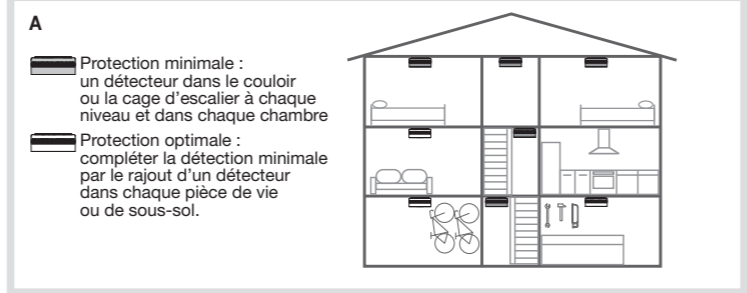 A
Protection minimale :
un détecteur dans le couloir
ou la cage d'escalier à chaque
niveau et dans chaque chambre
Protection optimale :
compléter la détection minimale
par le rajout d'un détecteur
dans chaque pièce de vie
ou de sous-sol.